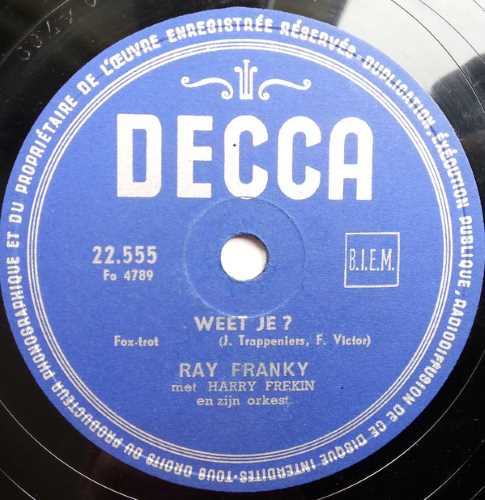 TOUS DROITS DU PRODUCTEUR PHONOGRAPHIQUE ET DU PROPRIÉTAIRE DE L'ŒUVRE ENREGISTRÉE RÉSERVÉS-DUPLICATION, EXÉCUTION PUBLIQUE, RADIODIFFUSION DE CE DISQUE INTERDITES·
DECCA
22.555
Fo 4789
B.I.E.M.
WEET JE ?
Fox-trot (J. Trappeniers, F. Victor)
RAY FRANKY
met HARRY FREKIN
en zijn orkest